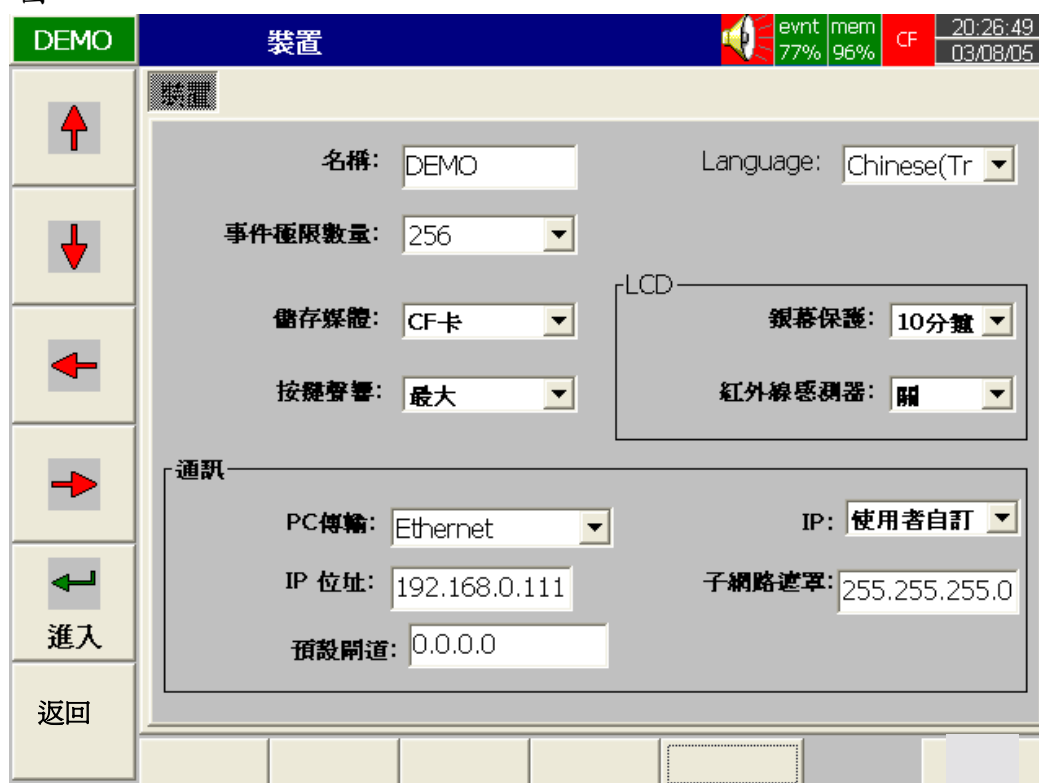 DEMO 裝置 evnt 77% mem 96% CF 20:26:49 03/08/05
裝置
名稱: DEMO Language: Chinese(Tr
事件極限數量: 256
LCD
儲存媒體: CF卡 銀幕保護: 10分鐘
按鍵聲響: 最大 紅外線感測器: 關
通訊
PC傳輸: Ethernet IP: 使用者自訂
IP 位址: 192.168.0.111 子網路遮罩: 255.255.255.0
預設閘道: 0.0.0.0
進入
返回